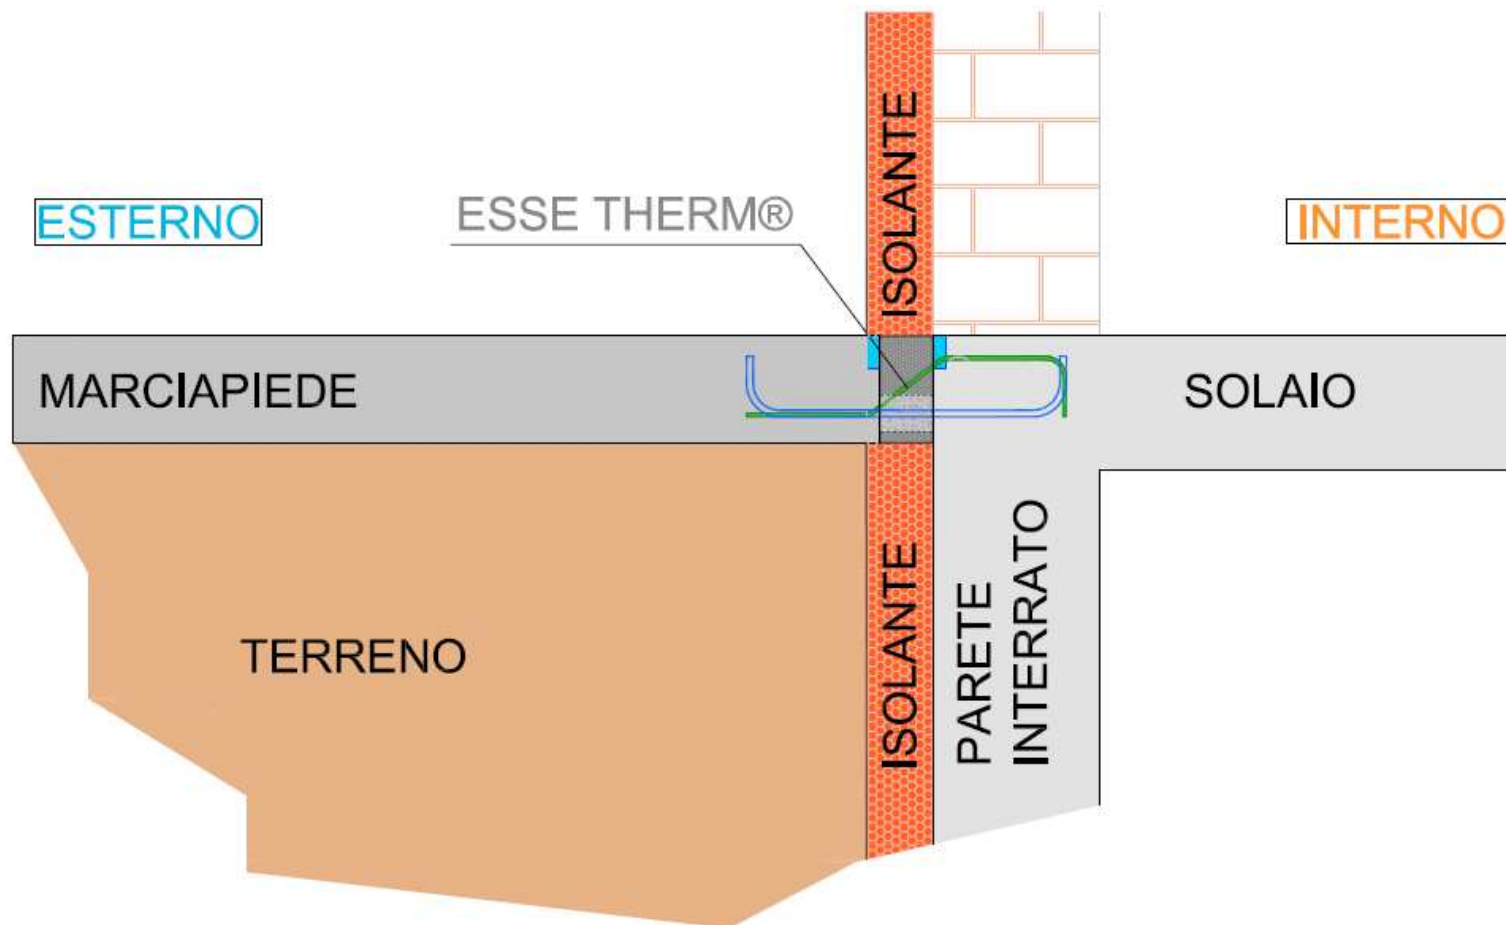 ISOLANTE
ESTERNO
ESSE THERM®
INTERNO
MARCIAPIEDE
SOLAIO
TERRENO
ISOLANTE
PARETE
INTERRATO